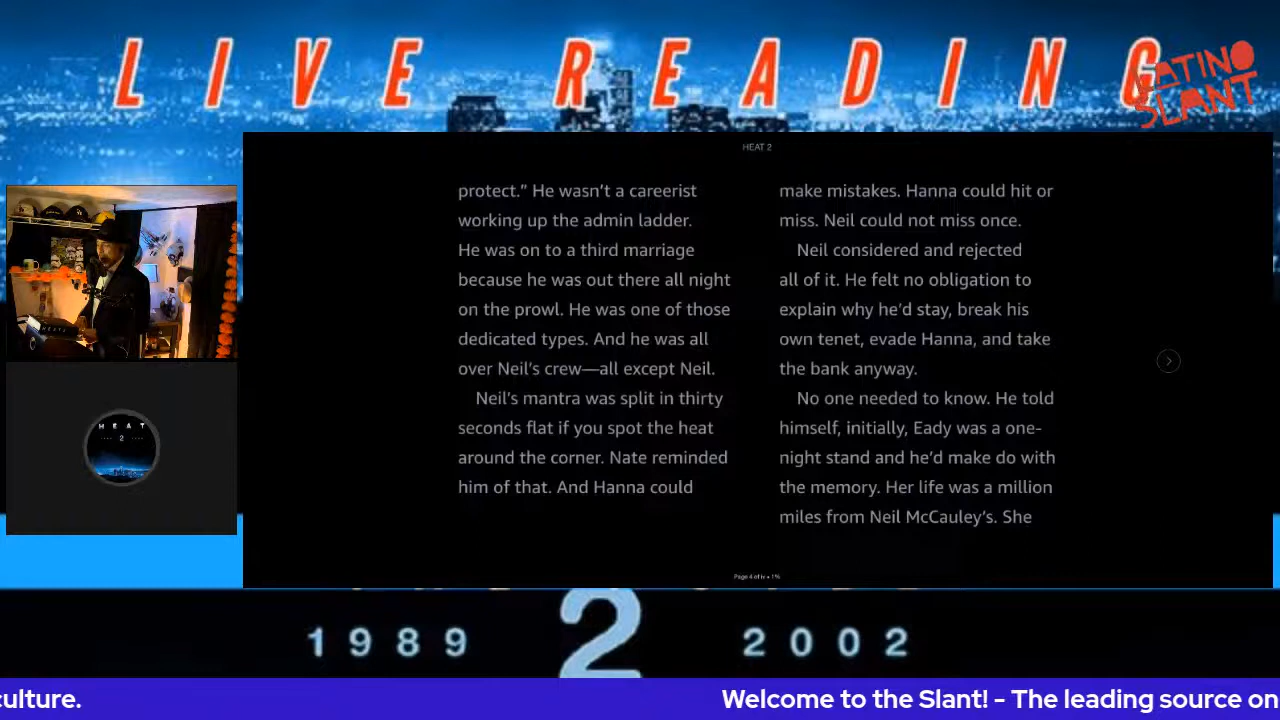 LIVE READING
LATINO
SLANT
HEAT 2
protect.” He wasn’t a careerist
working up the admin ladder.
He was on to a third marriage
because he was out there all night
on the prowl. He was one of those
dedicated types. And he was all
over Neil’s crew—all except Neil.
Neil’s mantra was split in thirty
seconds flat if you spot the heat
around the corner. Nate reminded
him of that. And Hanna could
make mistakes. Hanna could hit or
miss. Neil could not miss once.
Neil considered and rejected
all of it. He felt no obligation to
explain why he’d stay, break his
own tenet, evade Hanna, and take
the bank anyway.
No one needed to know. He told
himself, initially, Eady was a one-
night stand and he’d make do with
the memory. Her life was a million
miles from Neil McCauley’s. She
Page 4 of iv • 1%
HEAT
2
1989 2 2002
culture. Welcome to the Slant! - The leading source on